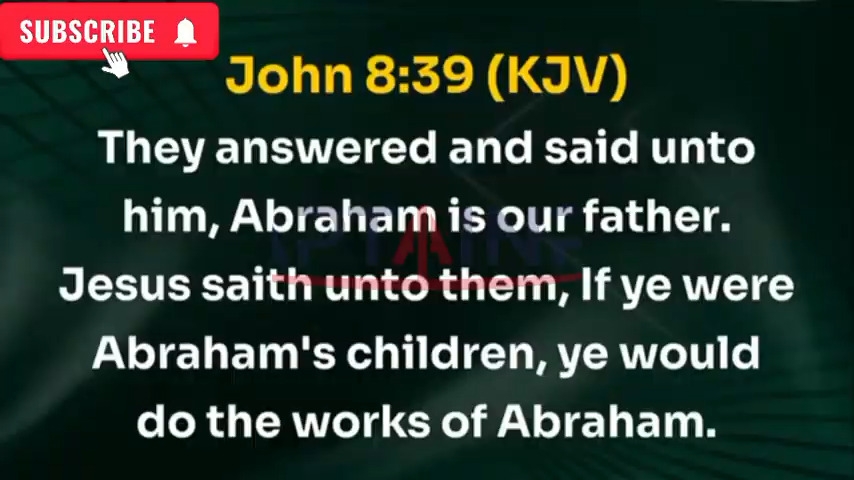 SUBSCRIBE
John 8:39 (KJV)
They answered and said unto
him, Abraham is our father.
Jesus saith unto them, If ye were
Abraham's children, ye would
do the works of Abraham.